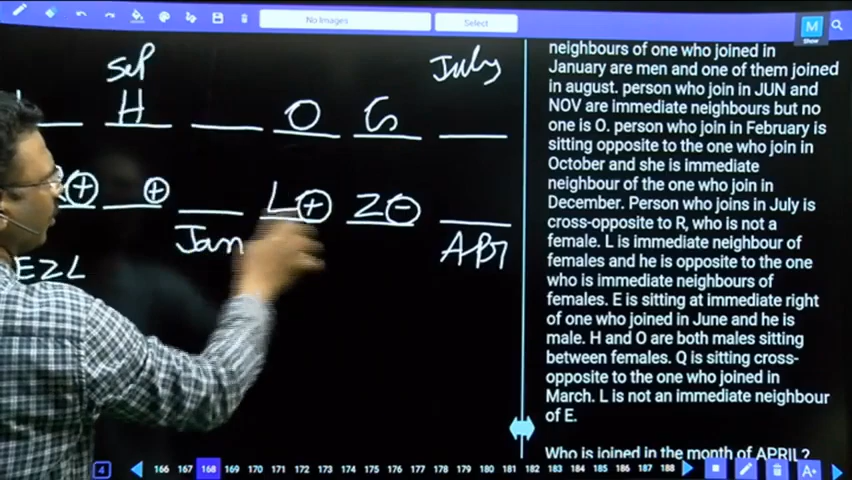 No Images
Select
M
Show
Sep
July
H
O
G
+
+
L +
Z -
Jan
APr
EZL
neighbours of one who joined in
January are men and one of them joined
in august. person who join in JUN and
NOV are immediate neighbours but no
one is O. person who join in February is
sitting opposite to the one who join in
October and she is immediate
neighbour of the one who join in
December. Person who joins in July is
cross-opposite to R, who is not a
female. L is immediate neighbour of
females and he is opposite to the one
who is immediate neighbours of
females. E is sitting at immediate right
of one who joined in June and he is
male. H and O are both males sitting
between females. Q is sitting cross-
opposite to the one who joined in
March. L is not an immediate neighbour
of E.
Who is joined in the month of APRIL?
4 166 167 168 169 170 171 172 173 174 175 176 177 178 179 180 181 182 183 184 185 186 187 188 A+